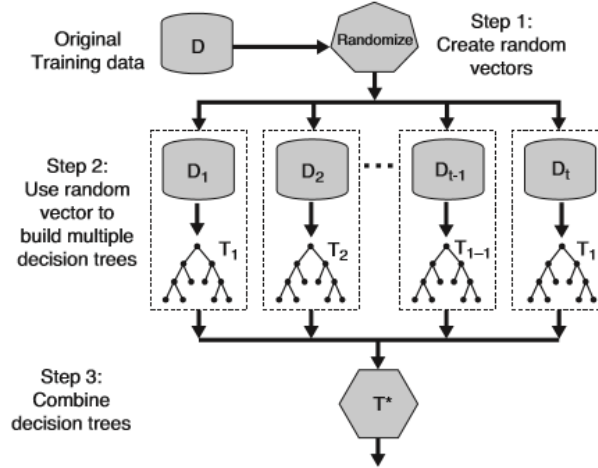 Original
Training data
D
Randomize
Step 1:
Create random
vectors
Step 2:
Use random
vector to
build multiple
decision trees
D1
D2
Dt-1
Dt
T1
T2
T1–1
T1
Step 3:
Combine
decision trees
T*